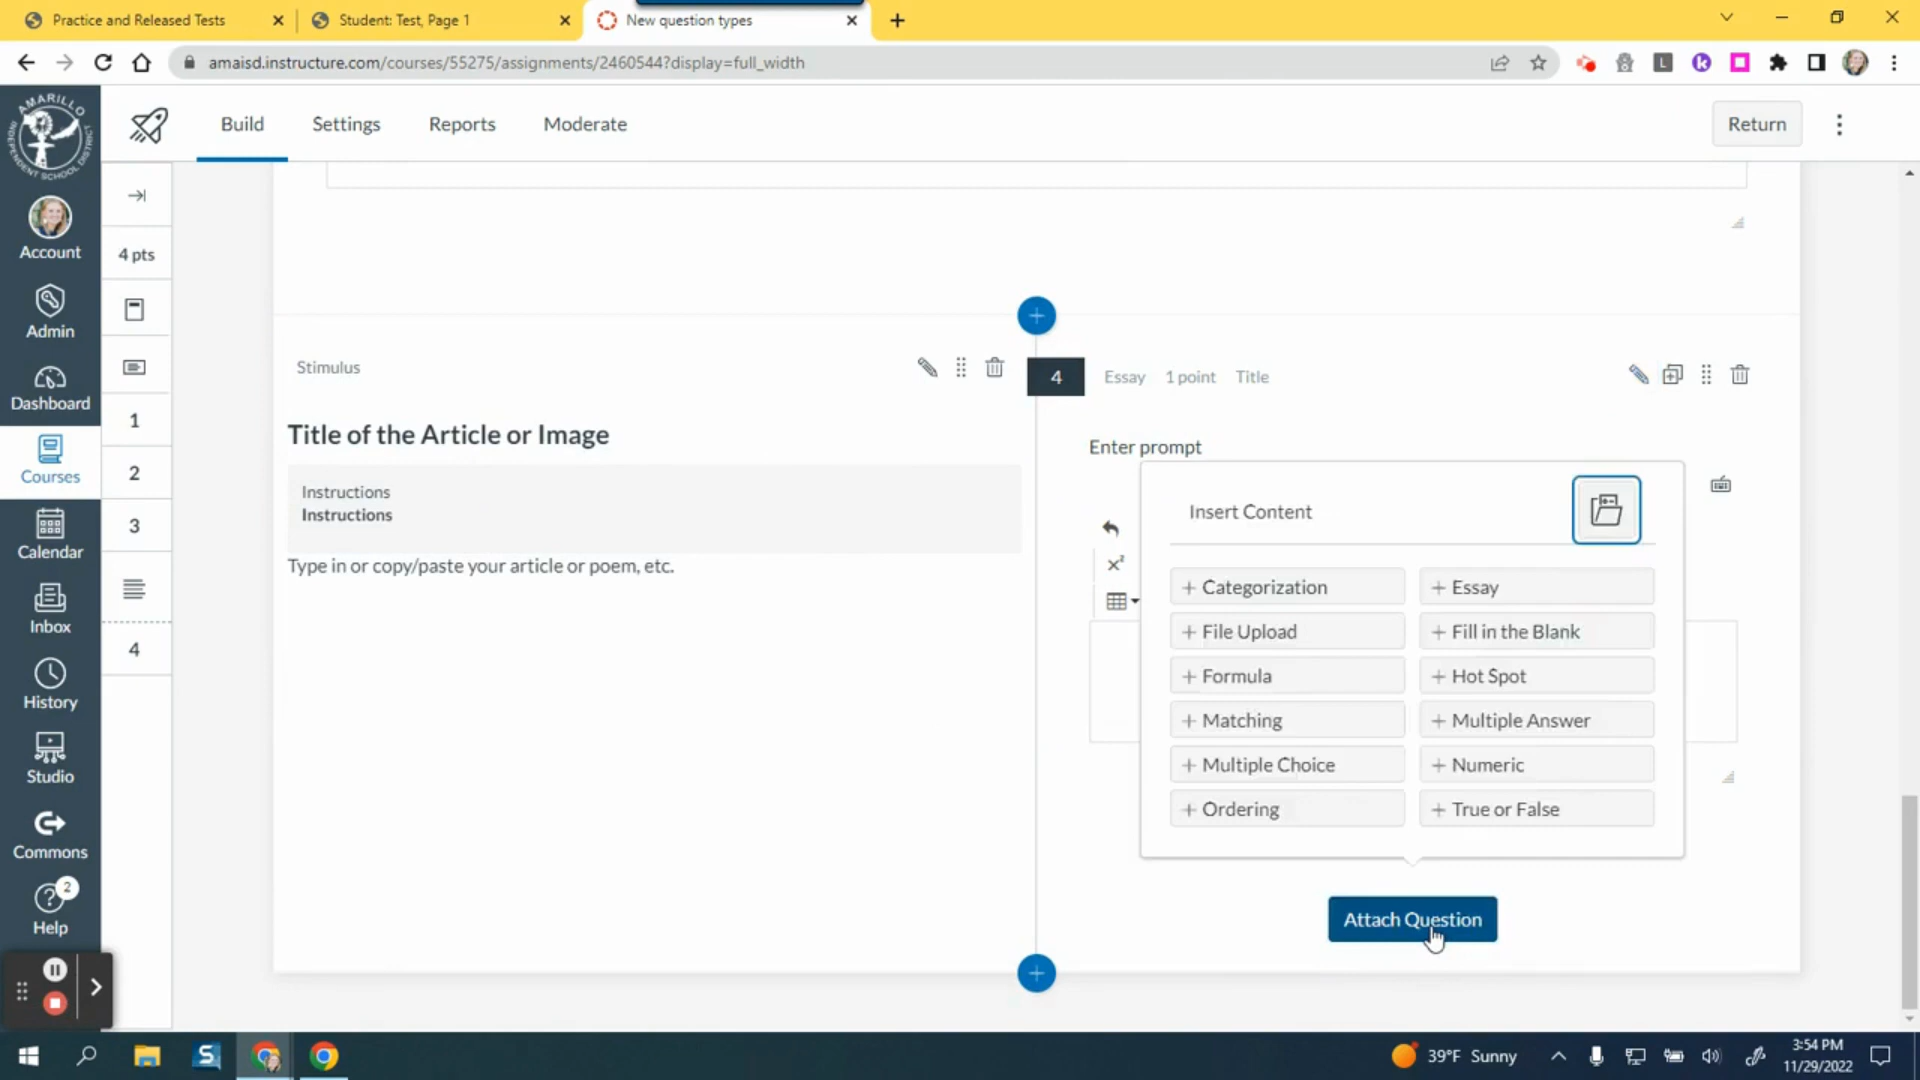 Practice and Released Tests
Student: Test, Page 1
New question types
amaisd.instructure.com/courses/55275/assignments/2460544?display=full_width
AMARILLO
INDEPENDENT SCHOOL DISTRICT
Build
Settings
Reports
Moderate
Return
Account
Admin
Dashboard
Courses
Calendar
Inbox
History
Studio
Commons
2
Help
4 pts
1
2
3
4
Stimulus
Title of the Article or Image
Instructions
Instructions
Type in or copy/paste your article or poem, etc.
4
Essay
1 point
Title
Enter prompt
Insert Content
+ Categorization
+ Essay
+ File Upload
+ Fill in the Blank
+ Formula
+ Hot Spot
+ Matching
+ Multiple Answer
+ Multiple Choice
+ Numeric
+ Ordering
+ True or False
Attach Question
39°F Sunny
3:54 PM
11/29/2022